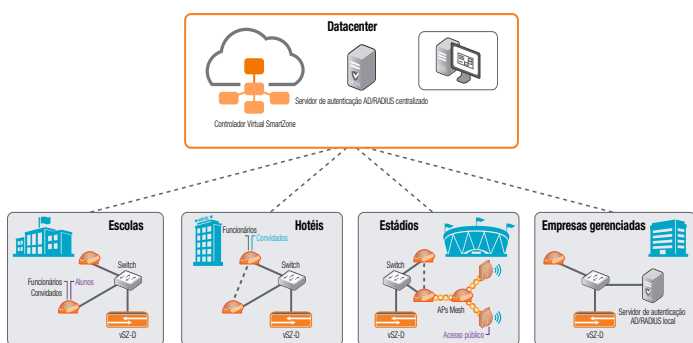 Datacenter
Servidor de autenticação AD/RADIUS centralizado
Controlador Virtual SmartZone
Escolas
Switch
Funcionários
Alunos
Convidados
vSZ-D
Hotéis
Funcionários
Convidados
Switch
vSZ-D
Estádios
Switch
APs Mesh
vSZ-D
Acesso público
Empresas gerenciadas
Servidor de autenticação
AD/RADIUS local
vSZ-D